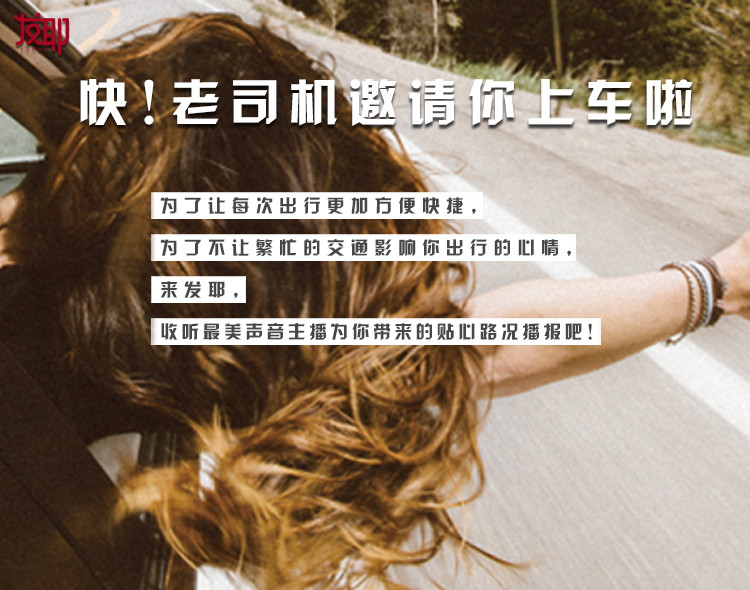 发耶
快！老司机邀请你上车啦
为了让每次出行更加方便快捷，
为了不让繁忙的交通影响你出行的心情，
来发耶，
收听最美声音主播为你带来的贴心路况播报吧！